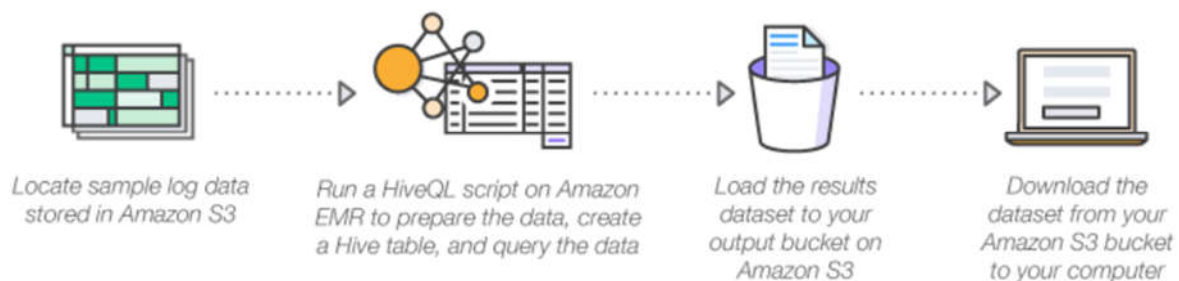 Locate sample log data
stored in Amazon S3
Run a HiveQL script on Amazon
EMR to prepare the data, create
a Hive table, and query the data
Load the results
dataset to your
output bucket on
Amazon S3
Download the
dataset from your
Amazon S3 bucket
to your computer